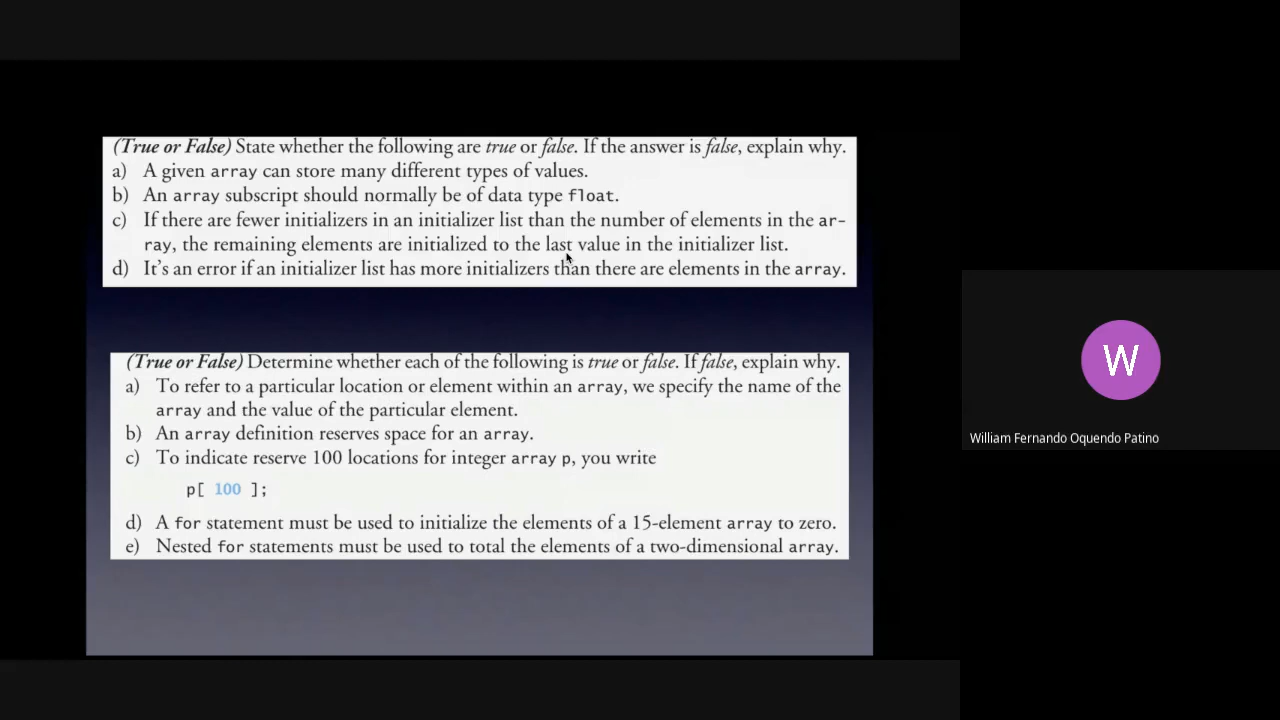 (True or False) State whether the following are true or false. If the answer is false, explain why.
a) A given array can store many different types of values.
b) An array subscript should normally be of data type float.
c) If there are fewer initializers in an initializer list than the number of elements in the ar-
ray, the remaining elements are initialized to the last value in the initializer list.
d) It's an error if an initializer list has more initializers than there are elements in the array.
(True or False) Determine whether each of the following is true or false. If false, explain why.
a) To refer to a particular location or element within an array, we specify the name of the
array and the value of the particular element.
b) An array definition reserves space for an array.
c) To indicate reserve 100 locations for integer array p, you write
p[ 100 ];
d) A for statement must be used to initialize the elements of a 15-element array to zero.
e) Nested for statements must be used to total the elements of a two-dimensional array.
W
William Fernando Oquendo Patino